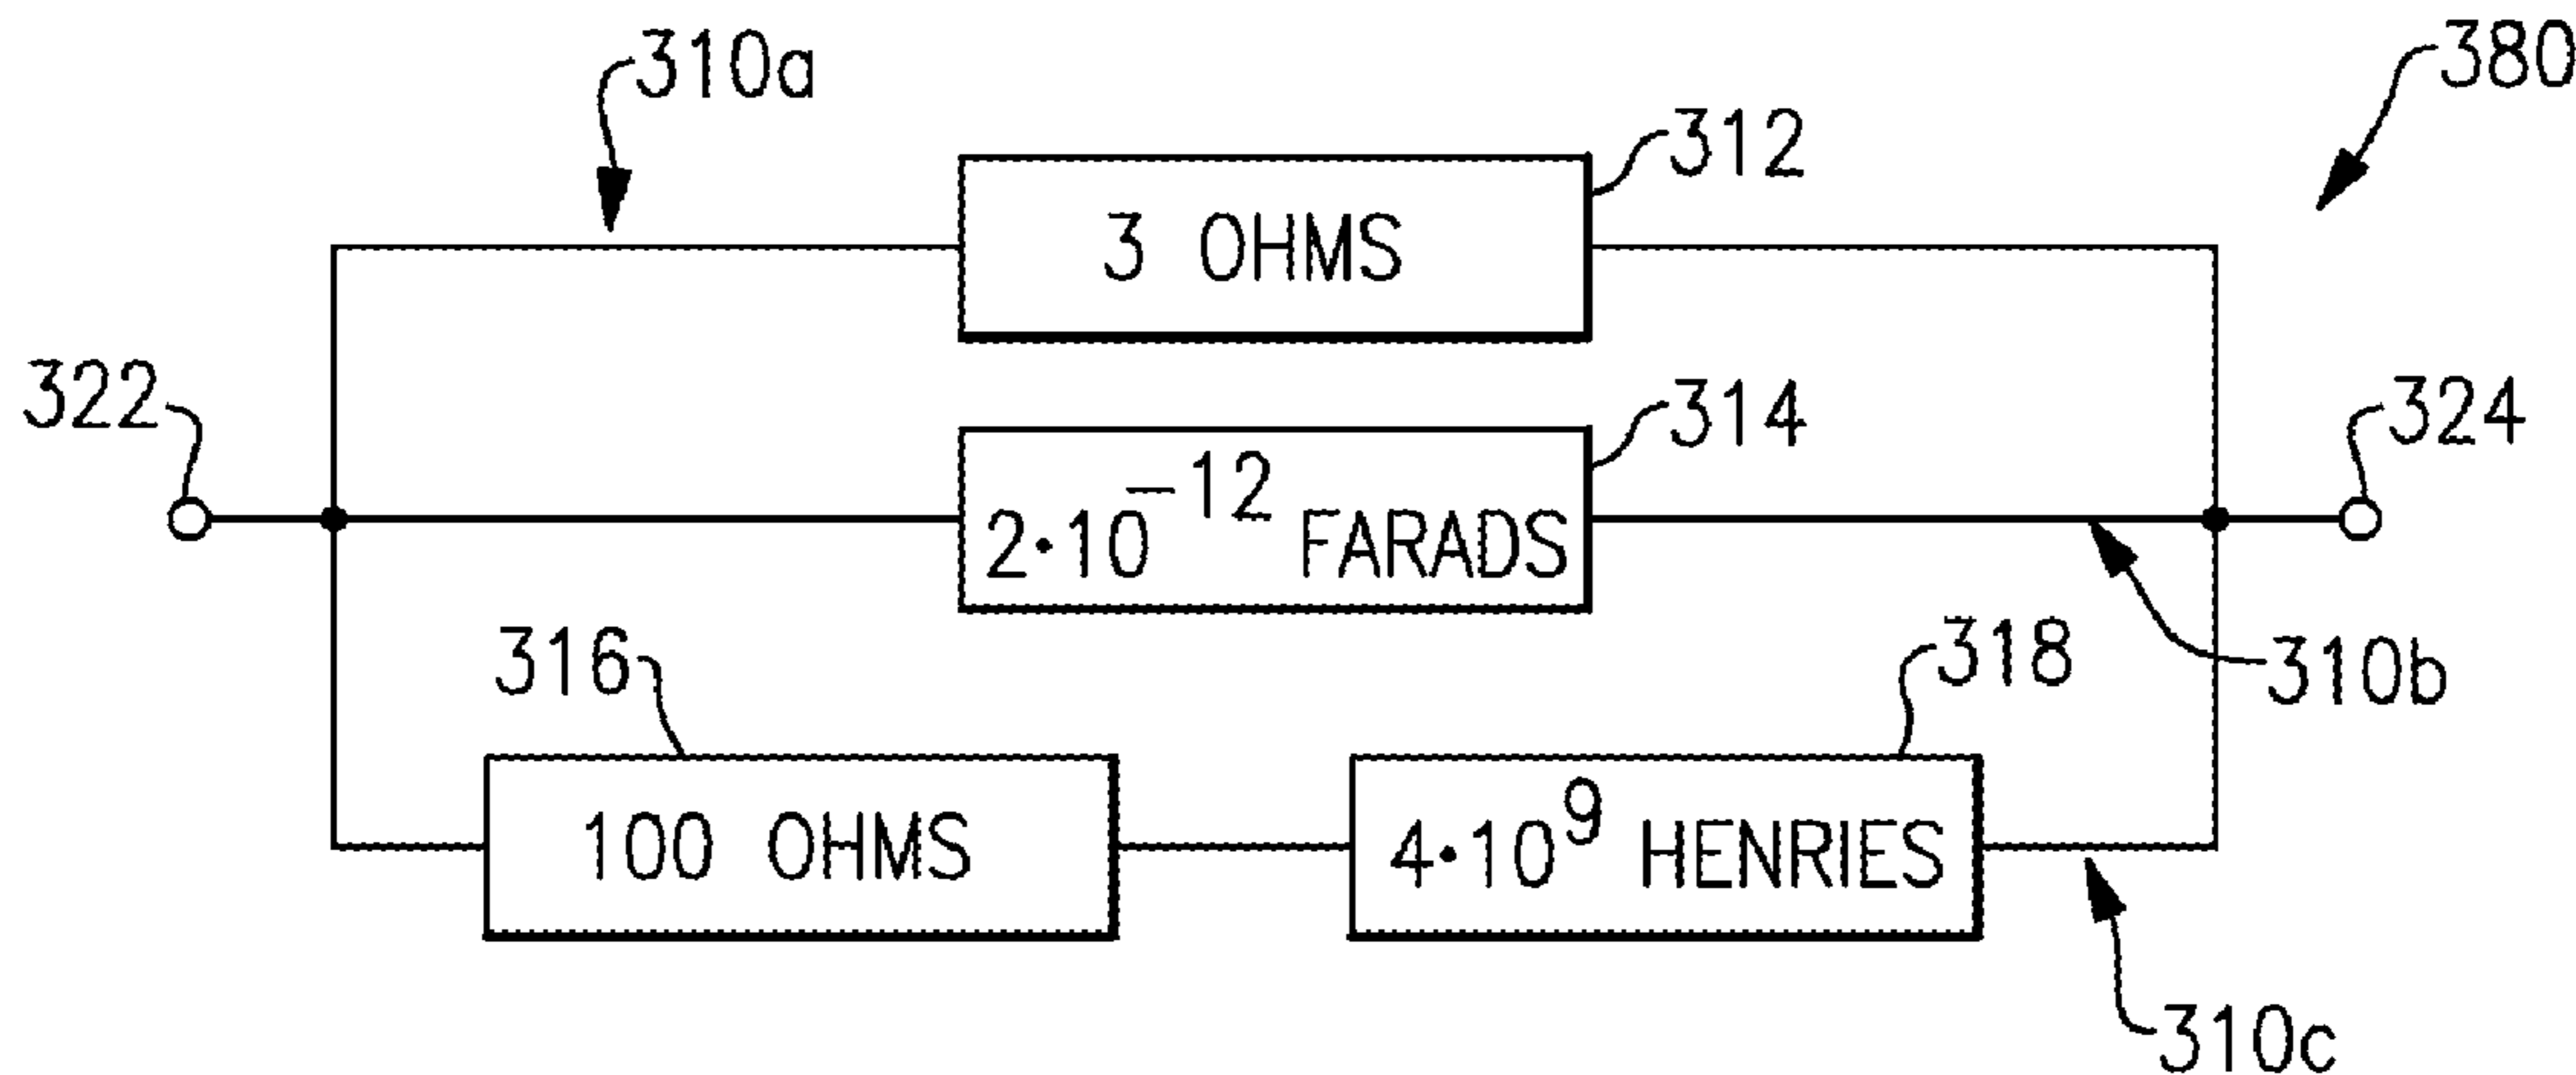 380
310a
312
3 OHMS
322
314
324
2·10⁻¹² FARADS
316
318
310b
100 OHMS
4·10⁹ HENRIES
310c